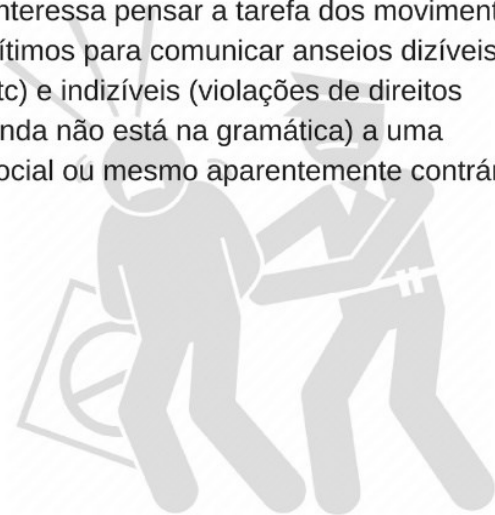 nteressa pensar a tarefa dos moviment
ítimos para comunicar anseios dizíveis
tc) e indizíveis (violações de direitos
nda não está na gramática) a uma
ocial ou mesmo aparentemente contrár